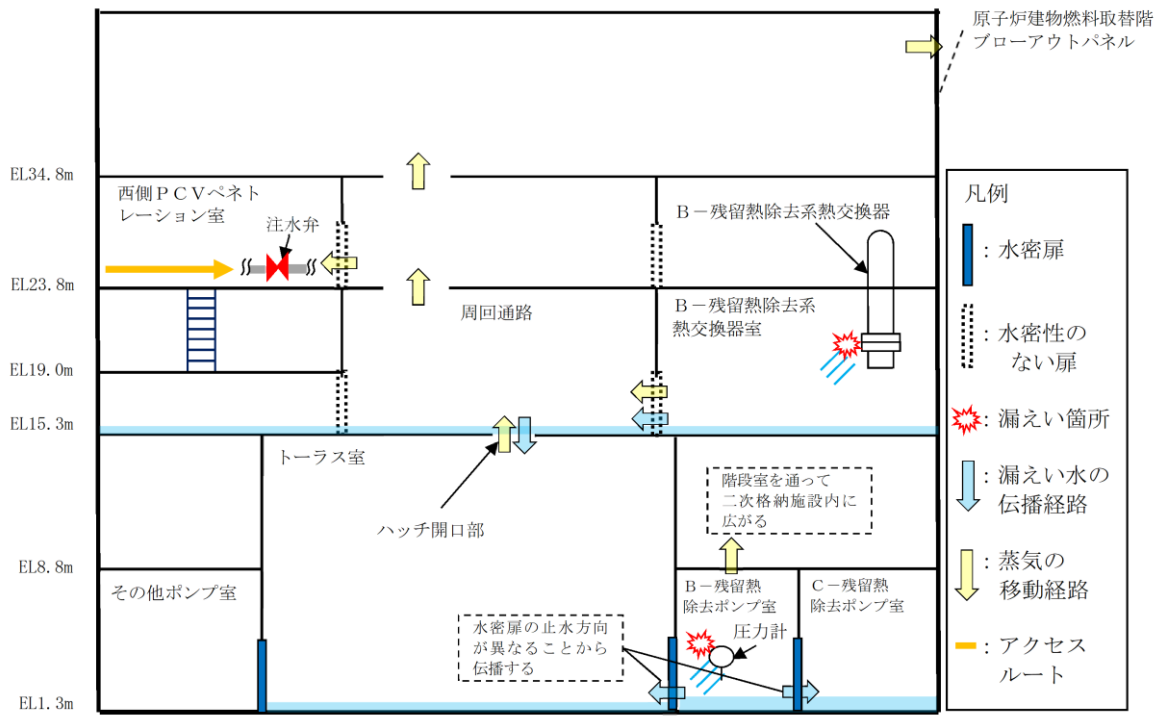 原子炉建物燃料取替階
ブローアウトパネル
EL34.8m
西側ＰＣＶペネト
レーション室
注水弁
Ｂ－残留熱除去系熱交換器
EL23.8m
周回通路
Ｂ－残留熱除去系
熱交換器室
EL19.0m
EL15.3m
トーラス室
ハッチ開口部
階段室を通って
二次格納施設内に
広がる
EL8.8m
その他ポンプ室
Ｂ－残留熱
除去ポンプ室
Ｃ－残留熱
除去ポンプ室
水密扉の止水方向
が異なることから
伝播する
圧力計
EL1.3m
凡例
：水密扉
：水密性の
ない扉
：漏えい箇所
：漏えい水の
伝播経路
：蒸気の
移動経路
：アクセス
ルート